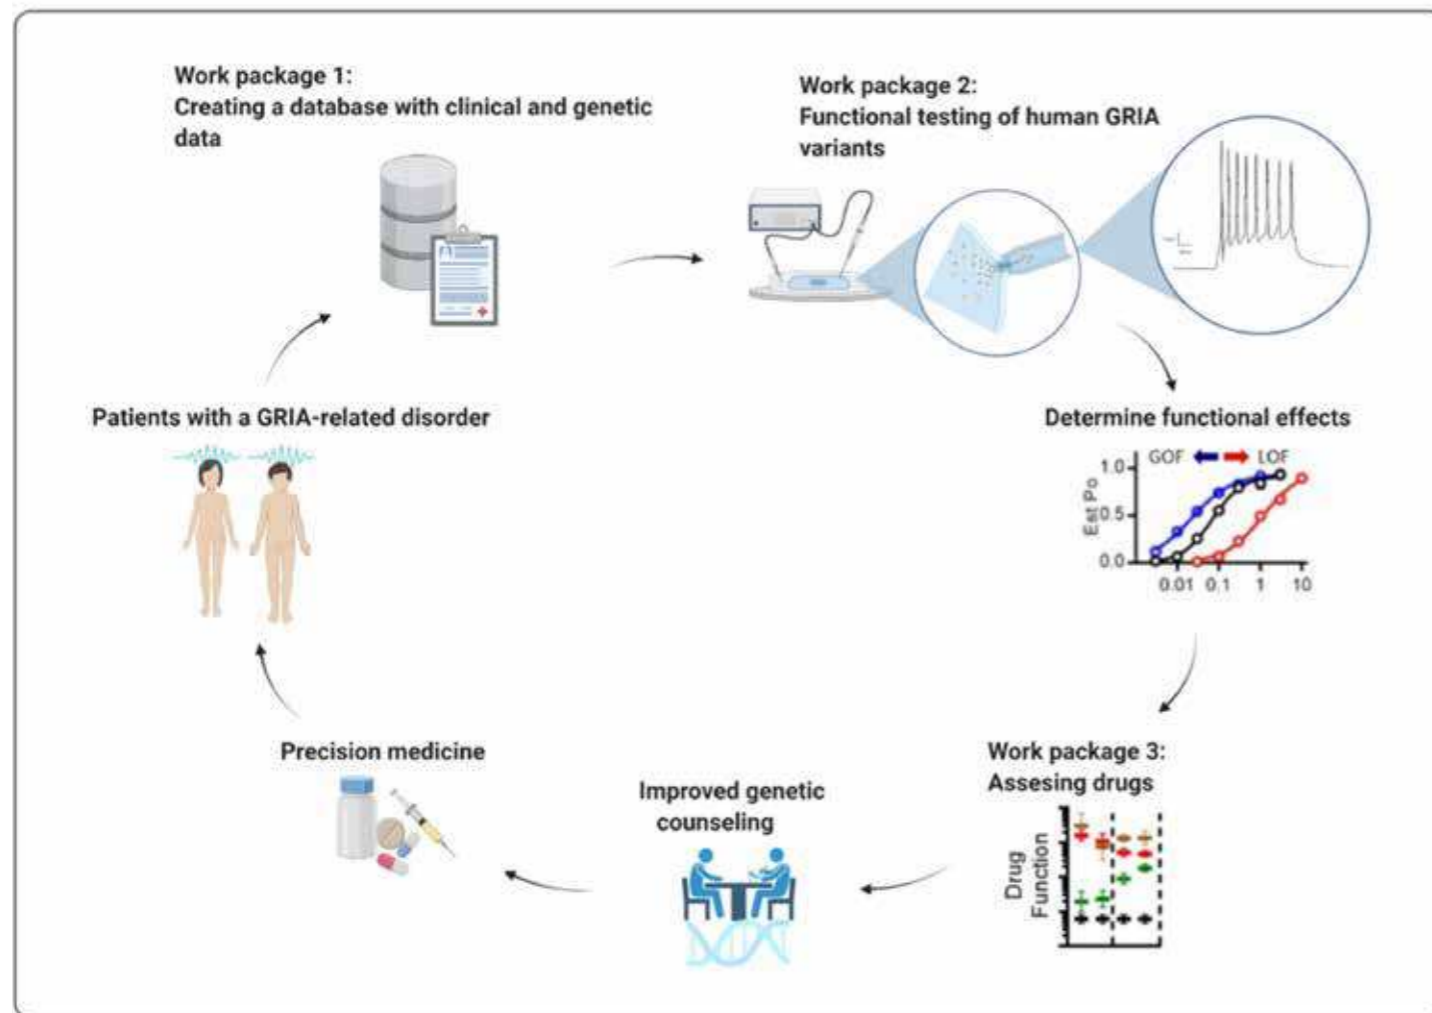 Work package 1:
Creating a database with clinical and genetic
data
Work package 2:
Functional testing of human GRIA
variants
Patients with a GRIA-related disorder
Determine functional effects
GOF LOF
Est Po
1.0
0.5
0.0
0.01 0.1 1 10
Precision medicine
Improved genetic
counseling
Work package 3:
Assesing drugs
Drug
Function